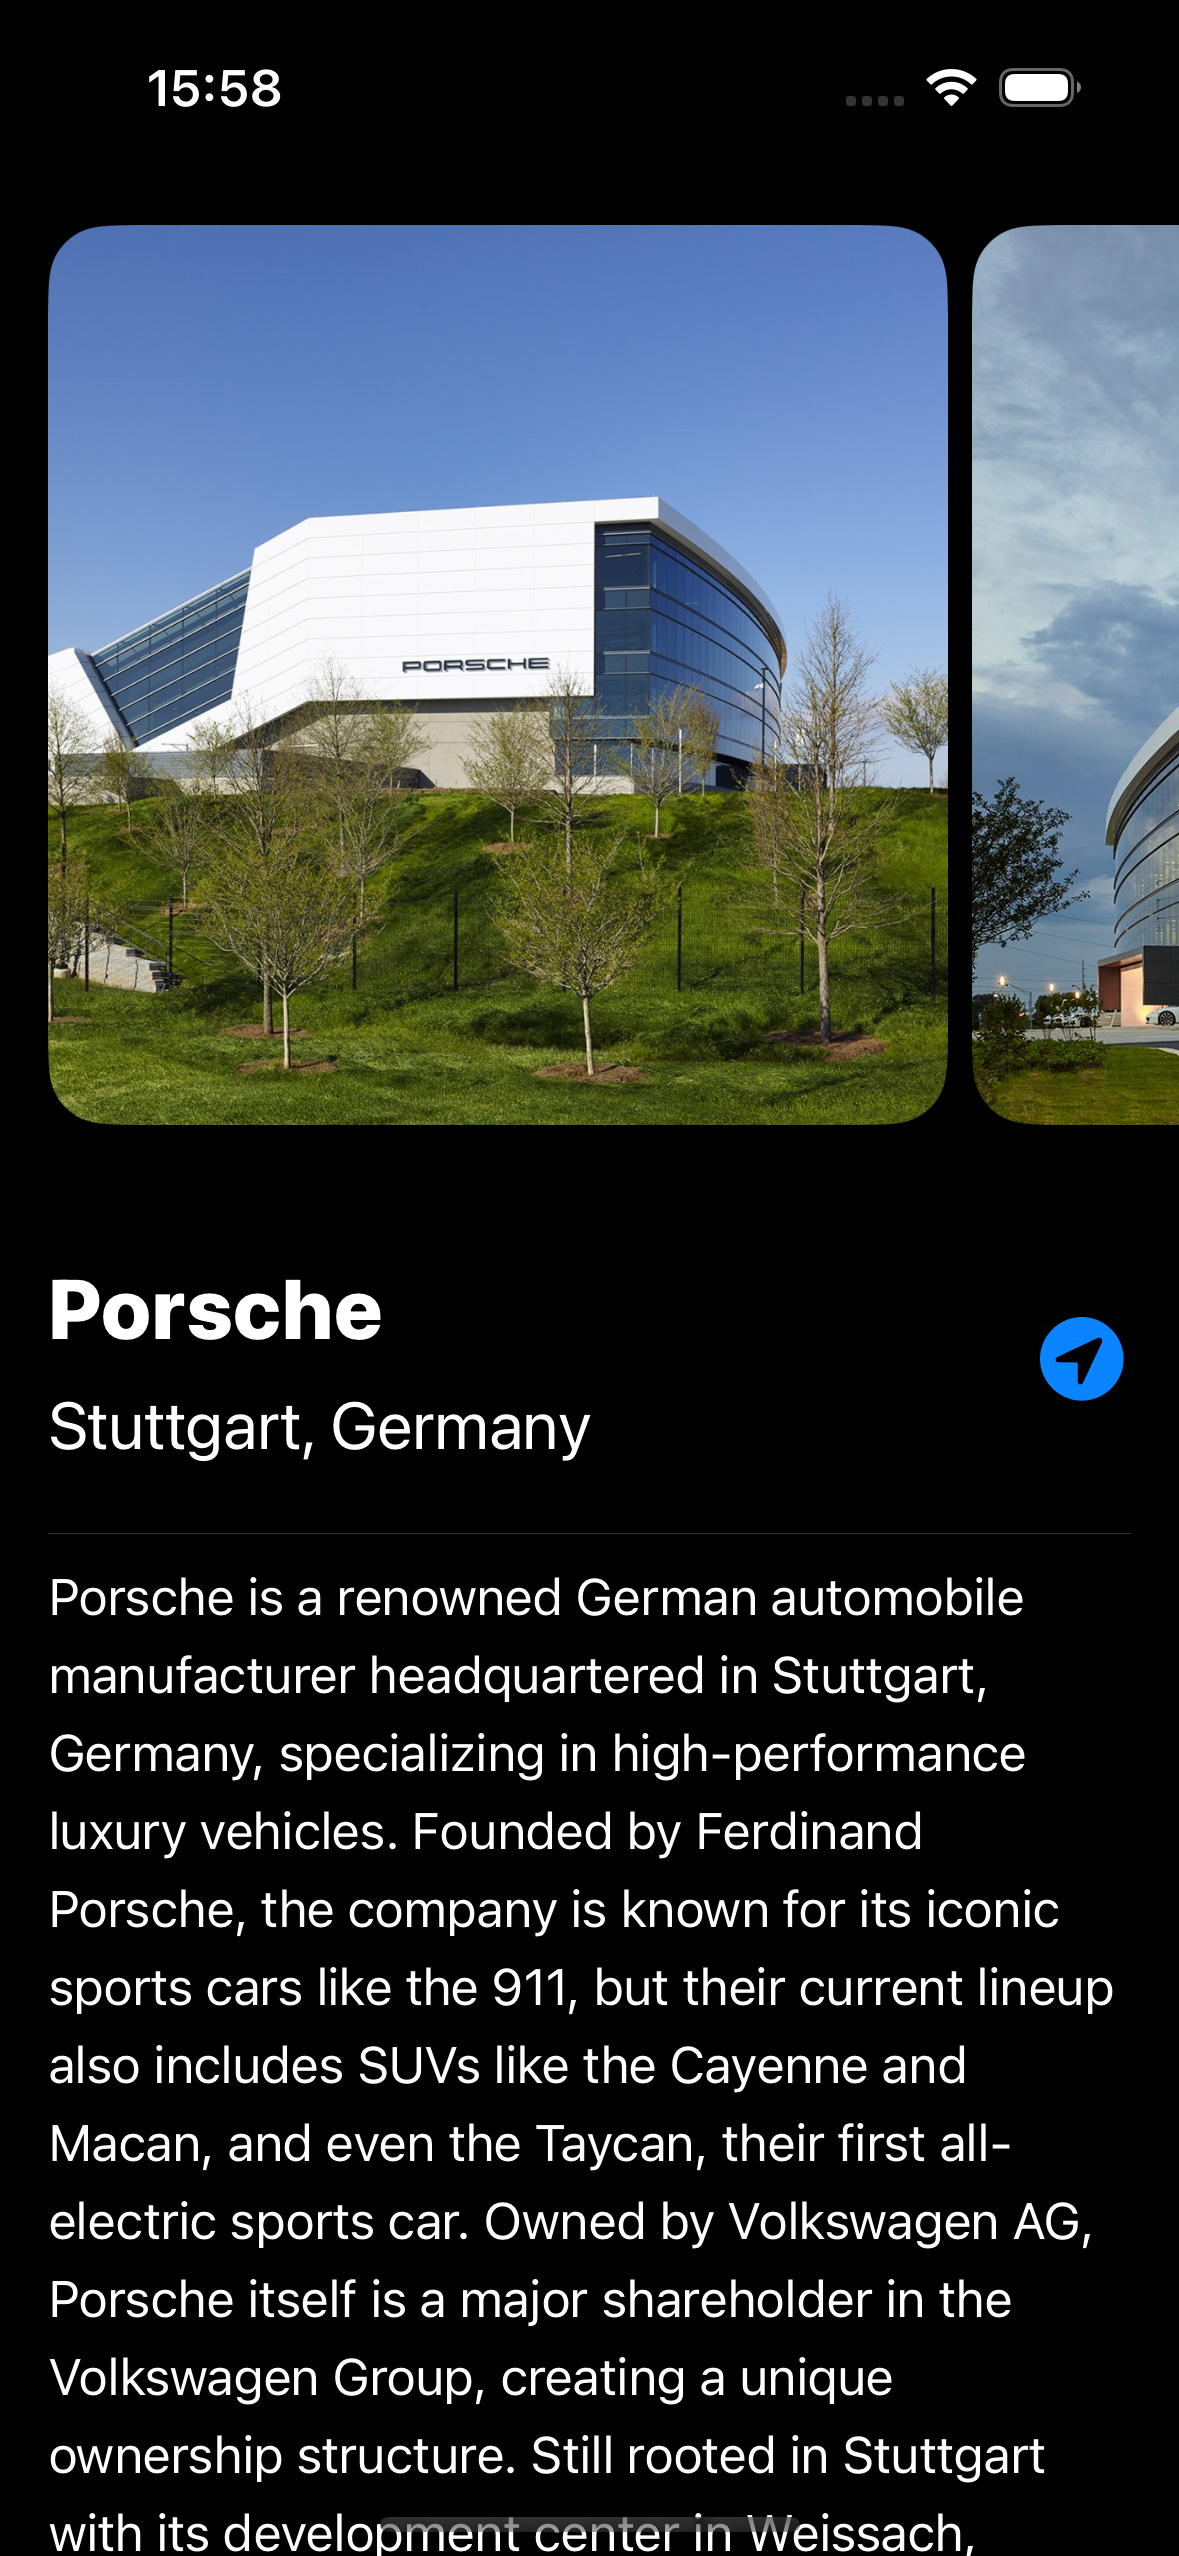 15:58
PORSCHE
Porsche
Stuttgart, Germany
Porsche is a renowned German automobile
manufacturer headquartered in Stuttgart,
Germany, specializing in high-performance
luxury vehicles. Founded by Ferdinand
Porsche, the company is known for its iconic
sports cars like the 911, but their current lineup
also includes SUVs like the Cayenne and
Macan, and even the Taycan, their first all-
electric sports car. Owned by Volkswagen AG,
Porsche itself is a major shareholder in the
Volkswagen Group, creating a unique
ownership structure. Still rooted in Stuttgart
with its development center in Weissach,